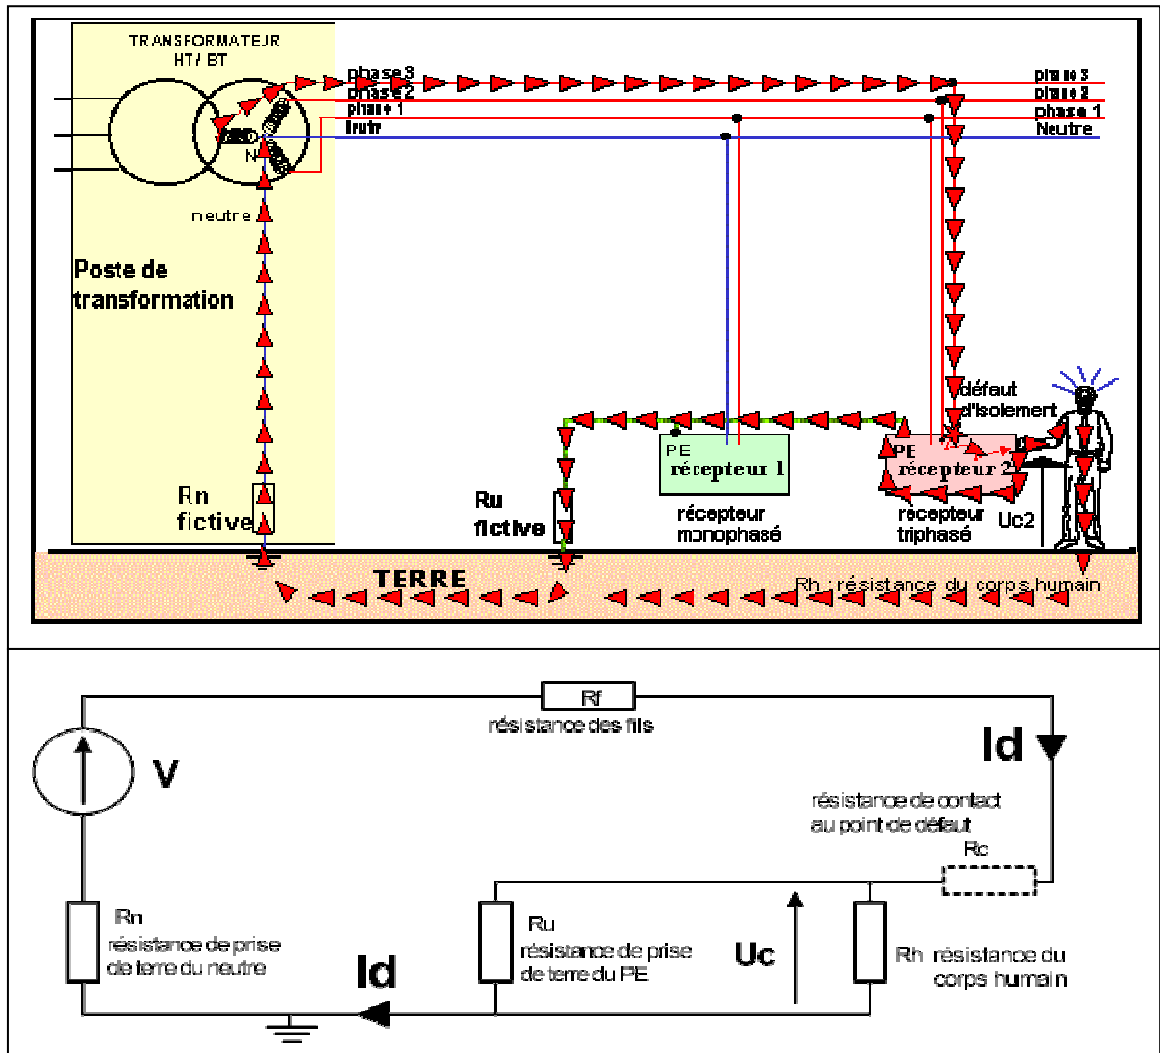 TRANSFORMATEUR
HT/ BT
phase 3
phase 2
phase 1
phase 3
phase 2
phase 1
Neutre
N
neutre
Poste de
transformation
défaut
d'isolement
PE
récepteur 1
PE
récepteur 2
Rn
fictive
Ru
fictive
récepteur
monophasé
récepteur
triphasé
Uc2
TERRE
Rh : résistance du corps humain
Rf
résistance des fils
Id
V
résistance de contact
au point de défaut
Rc
Rn
résistance de prise
de terre du neutre
Ru
résistance de prise
de terre du PE
Uc
Rh résistance du
corps humain
Id